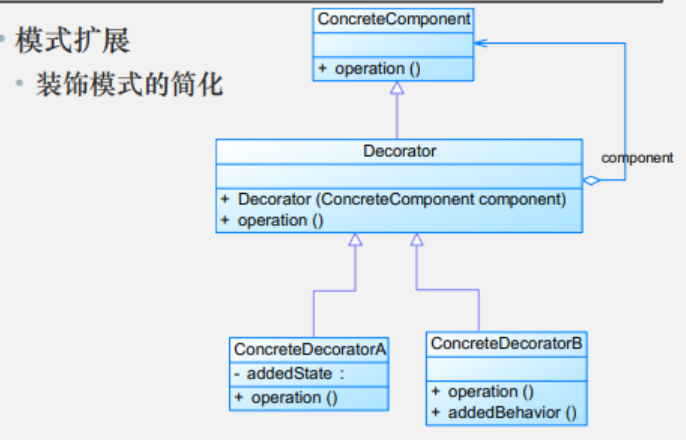 • 模式扩展
• 装饰模式的简化
ConcreteComponent
+ operation ()
Decorator
+ Decorator (ConcreteComponent component)
+ operation ()
component
ConcreteDecoratorA
- addedState :
+ operation ()
ConcreteDecoratorB
+ operation ()
+ addedBehavior ()